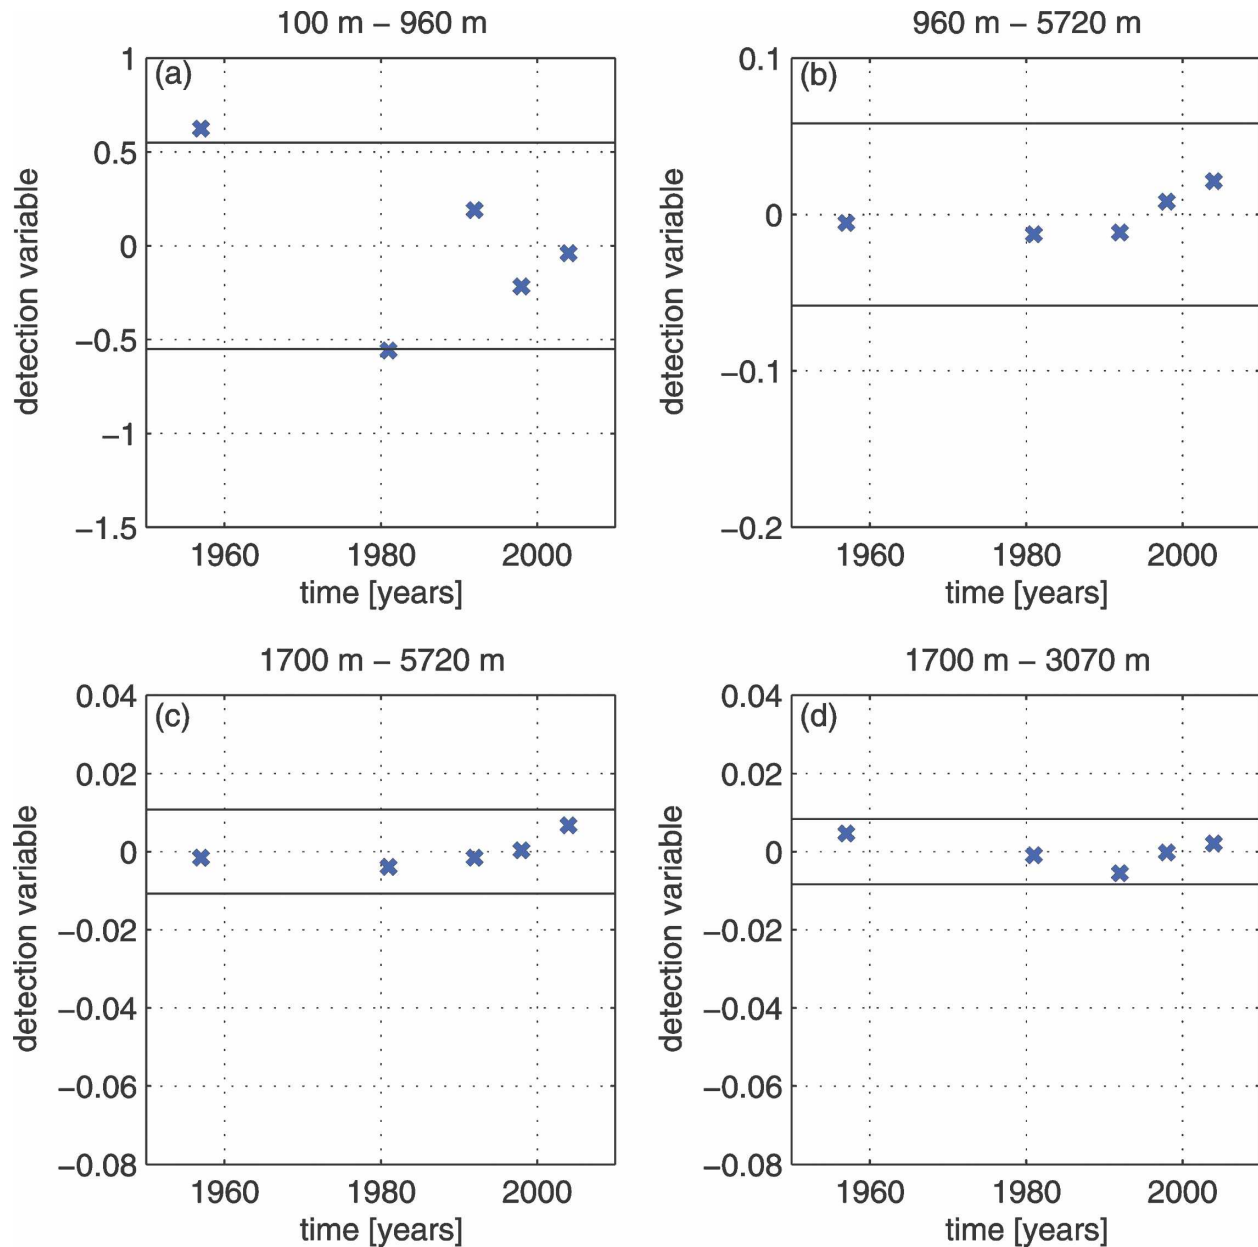 100 m – 960 m
(a)
1
0.5
0
−0.5
−1
−1.5
detection variable
1960
1980
2000
time [years]
960 m – 5720 m
(b)
0.1
0
−0.1
−0.2
detection variable
1960
1980
2000
time [years]
1700 m – 5720 m
(c)
0.04
0.02
0
−0.02
−0.04
−0.06
−0.08
detection variable
1960
1980
2000
time [years]
1700 m – 3070 m
(d)
0.04
0.02
0
−0.02
−0.04
−0.06
−0.08
detection variable
1960
1980
2000
time [years]